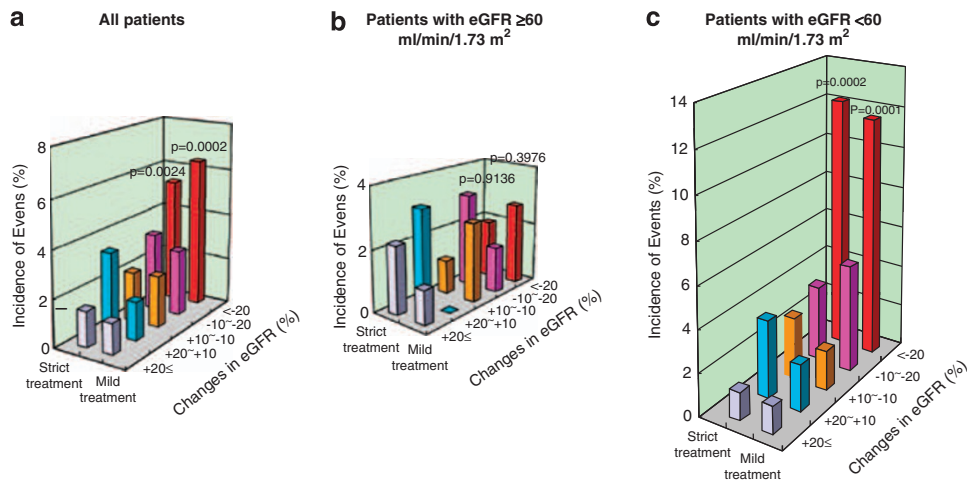 a All patients
8
6
4
2
0
Incidence of Evens (%)
p=0.0024
p=0.0002
Strict
treatment
Mild
treatment
+20≤
+20~+10
+10~-10
-10~-20
<-20
Changes in eGFR (%)
b Patients with eGFR ≥60
ml/min/1.73 m²
4
2
0
Incidence of Evens (%)
p=0.9136
p=0.3976
Strict
treatment
Mild
treatment
+20≤
+20~+10
+10~-10
-10~-20
<-20
Changes in eGFR (%)
c Patients with eGFR <60
ml/min/1.73 m²
14
12
10
8
6
4
2
0
Incidence of Events (%)
p=0.0002
P=0.0001
Strict
treatment
Mild
treatment
+20≤
+20~+10
+10~-10
-10~-20
<-20
Changes in eGFR (%)